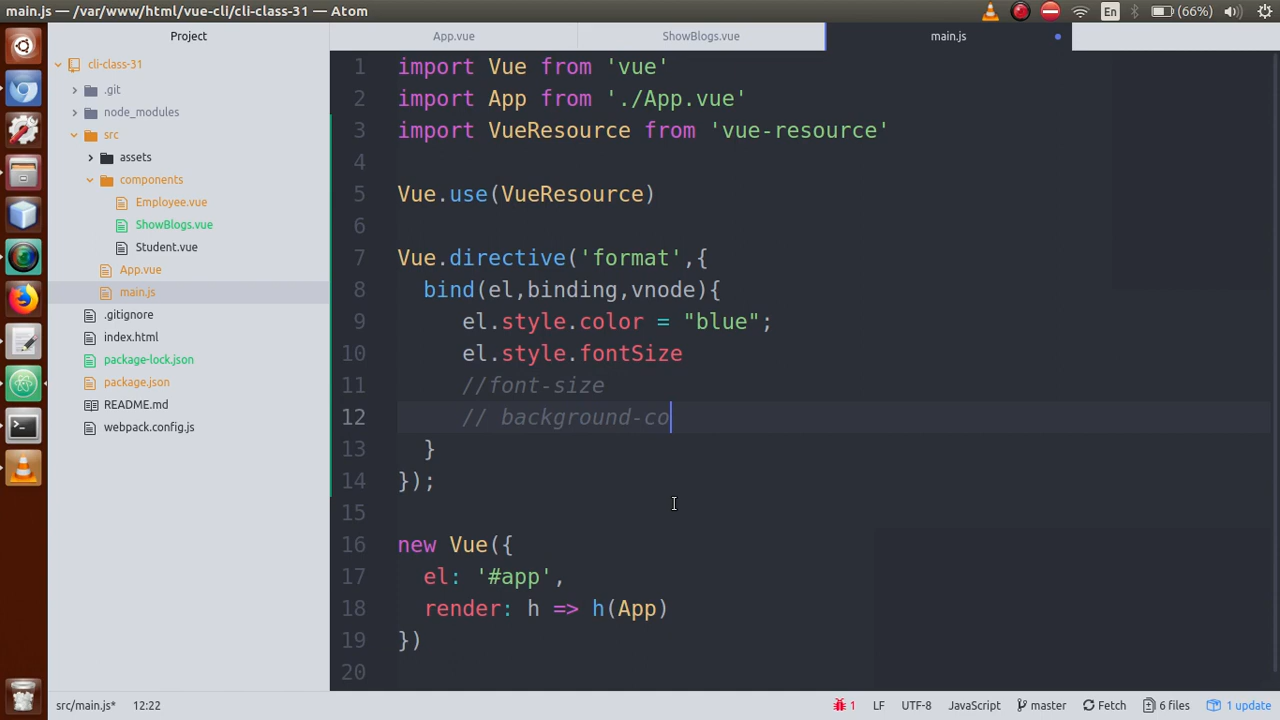 main.js — /var/www/html/vue-cli/cli-class-31 — Atom
En
(66%)
Project
App.vue
ShowBlogs.vue
main.js
cli-class-31
.git
node_modules
src
assets
components
Employee.vue
ShowBlogs.vue
Student.vue
App.vue
main.js
.gitignore
index.html
package-lock.json
package.json
README.md
webpack.config.js
1 import Vue from 'vue'
2 import App from './App.vue'
3 import VueResource from 'vue-resource'
4
5 Vue.use(VueResource)
6
7 Vue.directive('format',{
8 bind(el,binding,vnode){
9 el.style.color = "blue";
10 el.style.fontSize
11 //font-size
12 // background-co
13 }
14 });
15
16 new Vue({
17 el: '#app',
18 render: h => h(App)
19 })
20
src/main.js* 12:22
1 LF UTF-8 JavaScript master Fetch 6 files 1 update